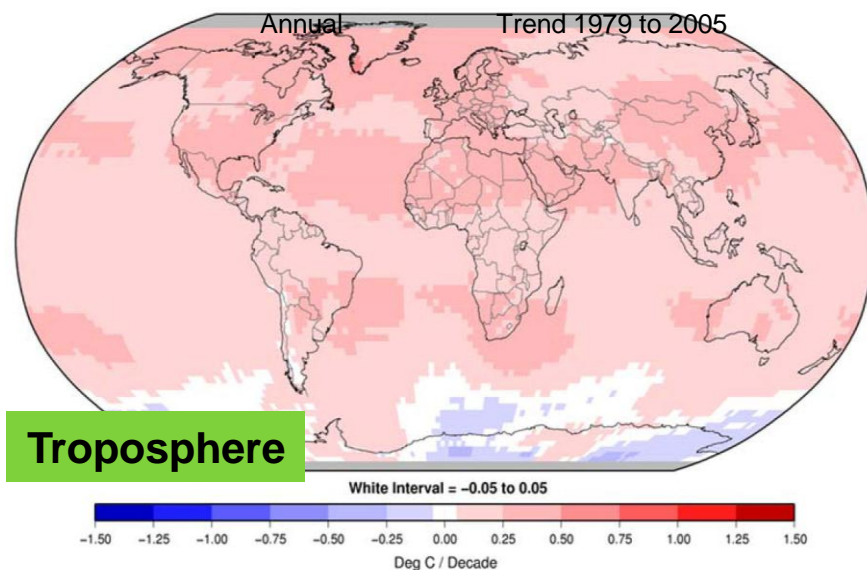 Annual Trend 1979 to 2005
Troposphere
White Interval = −0.05 to 0.05
−1.50 −1.25 −1.00 −0.75 −0.50 −0.25 0.00 0.25 0.50 0.75 1.00 1.25 1.50
Deg C / Decade